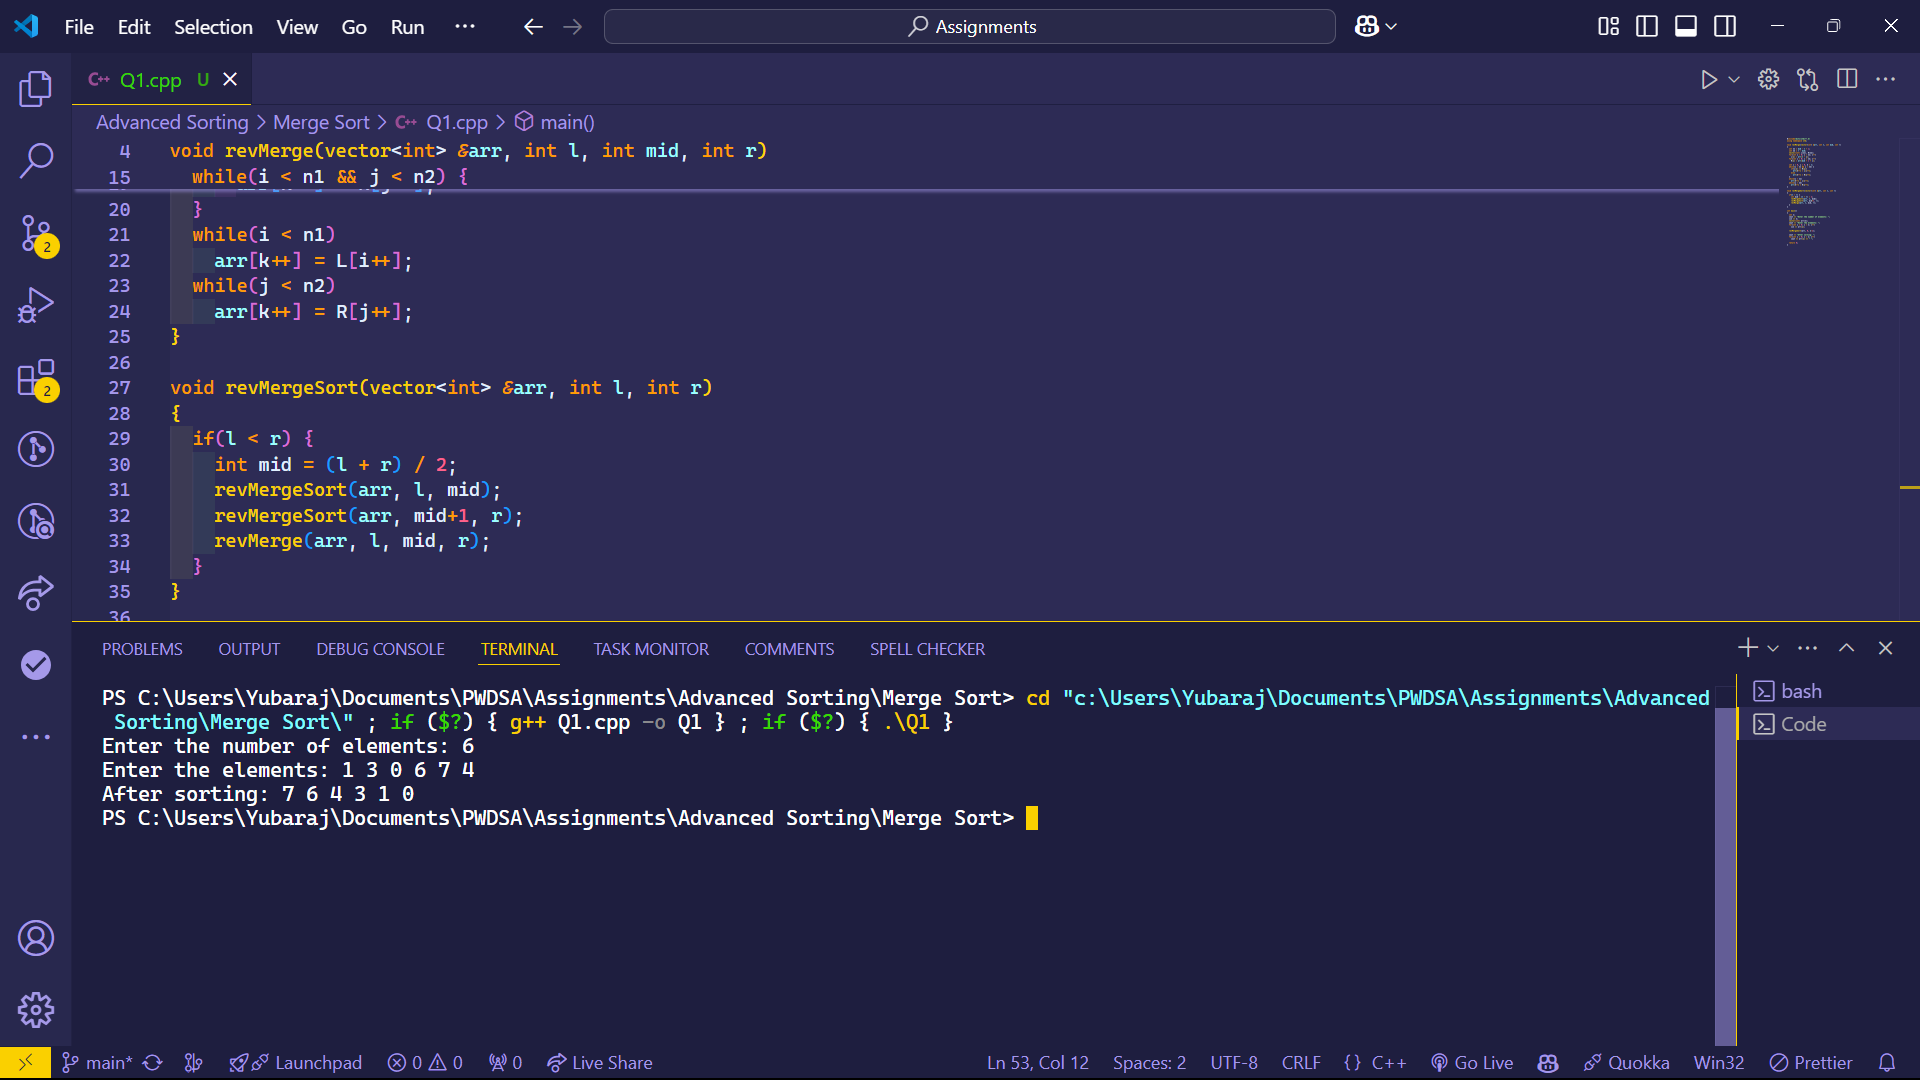 File Edit Selection View Go Run ··· Assignments
C++ Q1.cpp U
Advanced Sorting > Merge Sort > C++ Q1.cpp > main()
4 void revMerge(vector<int> &arr, int l, int mid, int r)
15 while(i < n1 && j < n2) {
20 }
21 while(i < n1)
22 arr[k++] = L[i++];
23 while(j < n2)
24 arr[k++] = R[j++];
25 }
26
27 void revMergeSort(vector<int> &arr, int l, int r)
28 {
29 if(l < r) {
30 int mid = (l + r) / 2;
31 revMergeSort(arr, l, mid);
32 revMergeSort(arr, mid+1, r);
33 revMerge(arr, l, mid, r);
34 }
35 }
36
2
2
PROBLEMS OUTPUT DEBUG CONSOLE TERMINAL TASK MONITOR COMMENTS SPELL CHECKER
PS C:\Users\Yubaraj\Documents\PWDSA\Assignments\Advanced Sorting\Merge Sort> cd "c:\Users\Yubaraj\Documents\PWDSA\Assignments\Advanced
Sorting\Merge Sort\" ; if ($?) { g++ Q1.cpp -o Q1 } ; if ($?) { .\Q1 }
Enter the number of elements: 6
Enter the elements: 1 3 0 6 7 4
After sorting: 7 6 4 3 1 0
PS C:\Users\Yubaraj\Documents\PWDSA\Assignments\Advanced Sorting\Merge Sort>
bash
Code
main* Launchpad 0 0 0 Live Share Ln 53, Col 12 Spaces: 2 UTF-8 CRLF {} C++ Go Live Quokka Win32 Prettier